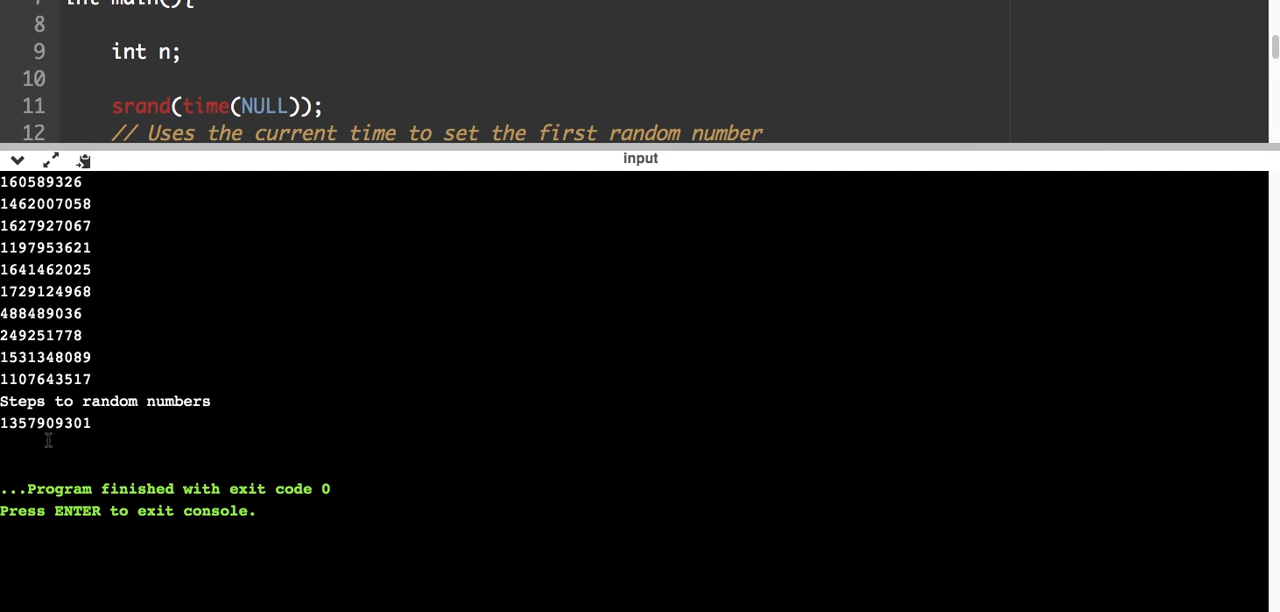 7 int main(){
8
9 int n;
10
11 srand(time(NULL));
12 // Uses the current time to set the first random number
input
160589326
1462007058
1627927067
1197953621
1641462025
1729124968
488489036
249251778
1531348089
1107643517
Steps to random numbers
1357909301
...Program finished with exit code 0
Press ENTER to exit console.